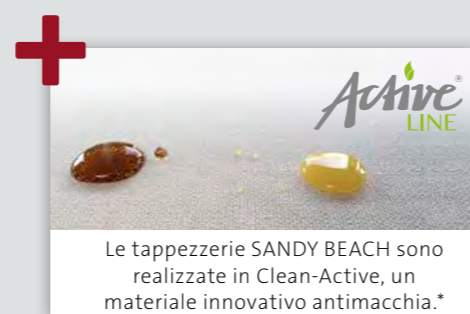 Active®
LINE
Le tappezzerie SANDY BEACH sono
realizzate in Clean-Active, un
materiale innovativo antimacchia.*